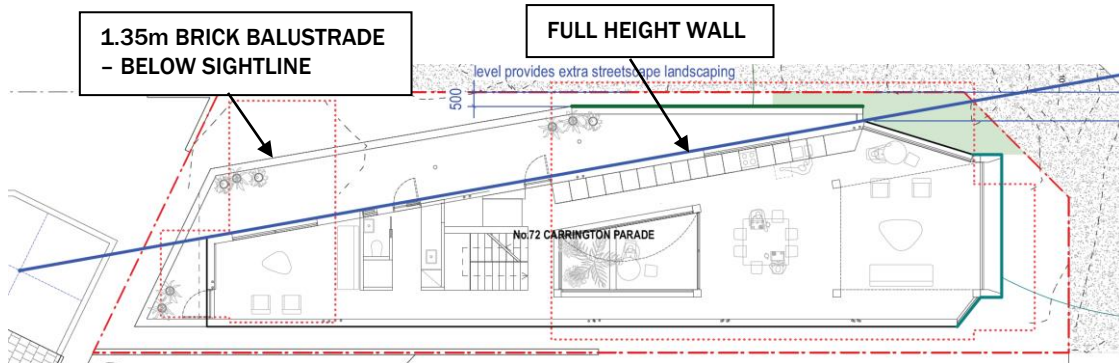 1.35m BRICK BALUSTRADE
– BELOW SIGHTLINE
FULL HEIGHT WALL
level provides extra streetscape landscaping
500
No.72 CARRINGTON PARADE